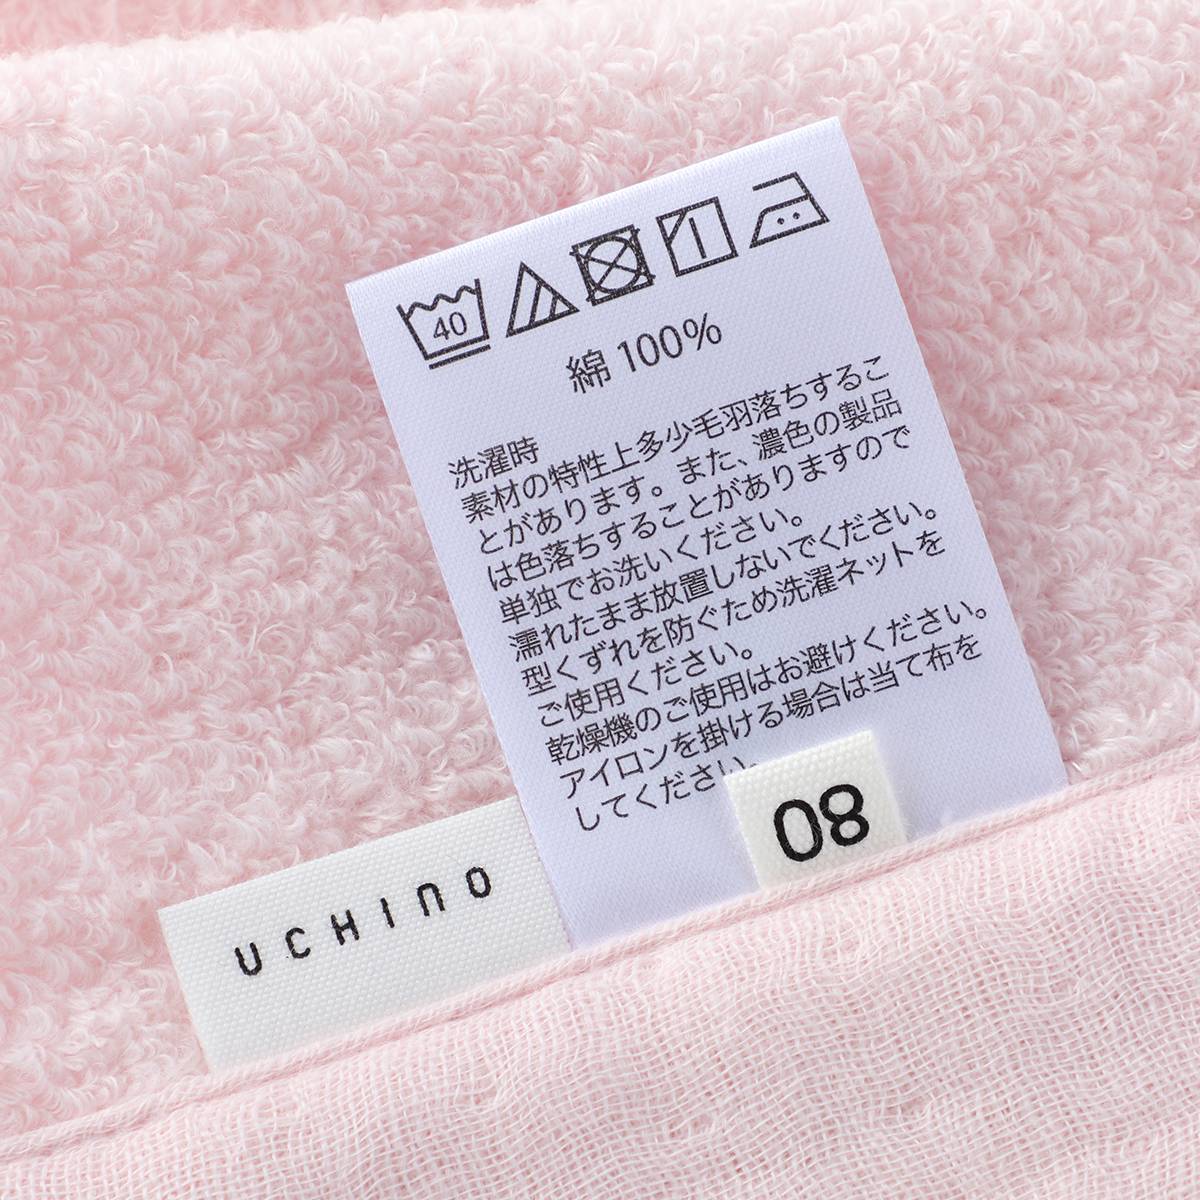 40
綿 100%
洗濯時
素材の特性上多少毛羽落ちするこ
とがあります。また、濃色の製品
は色落ちすることがありますので
単独でお洗いください。
濡れたまま放置しないでください。
型くずれを防ぐため洗濯ネットを
ご使用ください。
乾燥機のご使用はお避けください。
アイロンを掛ける場合は当て布を
してください。
80
UCHINO